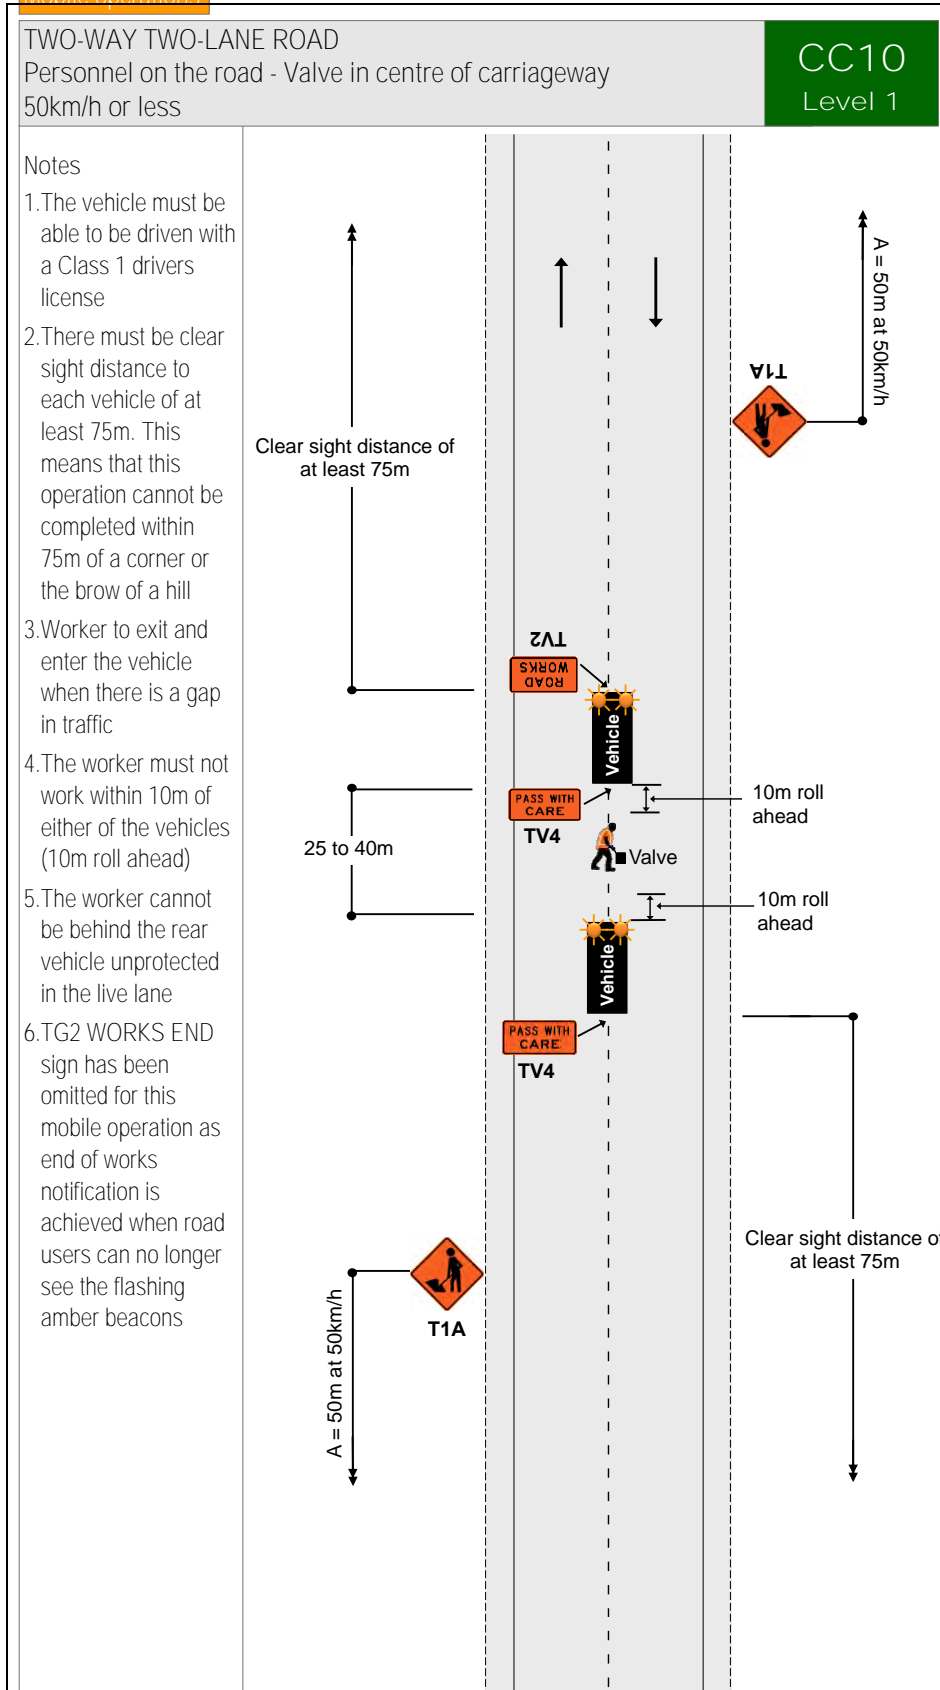 TWO-WAY TWO-LANE ROAD
Personnel on the road - Valve in centre of carriageway
50km/h or less
CC10
Level 1
Notes
1.The vehicle must be
able to be driven with
a Class 1 drivers
license
2.There must be clear
sight distance to
each vehicle of at
least 75m. This
means that this
operation cannot be
completed within
75m of a corner or
the brow of a hill
3.Worker to exit and
enter the vehicle
when there is a gap
in traffic
4.The worker must not
work within 10m of
either of the vehicles
(10m roll ahead)
5.The worker cannot
be behind the rear
vehicle unprotected
in the live lane
6.TG2 WORKS END
sign has been
omitted for this
mobile operation as
end of works
notification is
achieved when road
users can no longer
see the flashing
amber beacons
A = 50m at 50km/h
T1A
Clear sight distance of
at least 75m
TV2
ROAD
WORKS
Vehicle
PASS WITH
CARE
TV4
10m roll
ahead
25 to 40m
Valve
10m roll
ahead
Vehicle
PASS WITH
CARE
TV4
Clear sight distance of
at least 75m
T1A
A = 50m at 50km/h